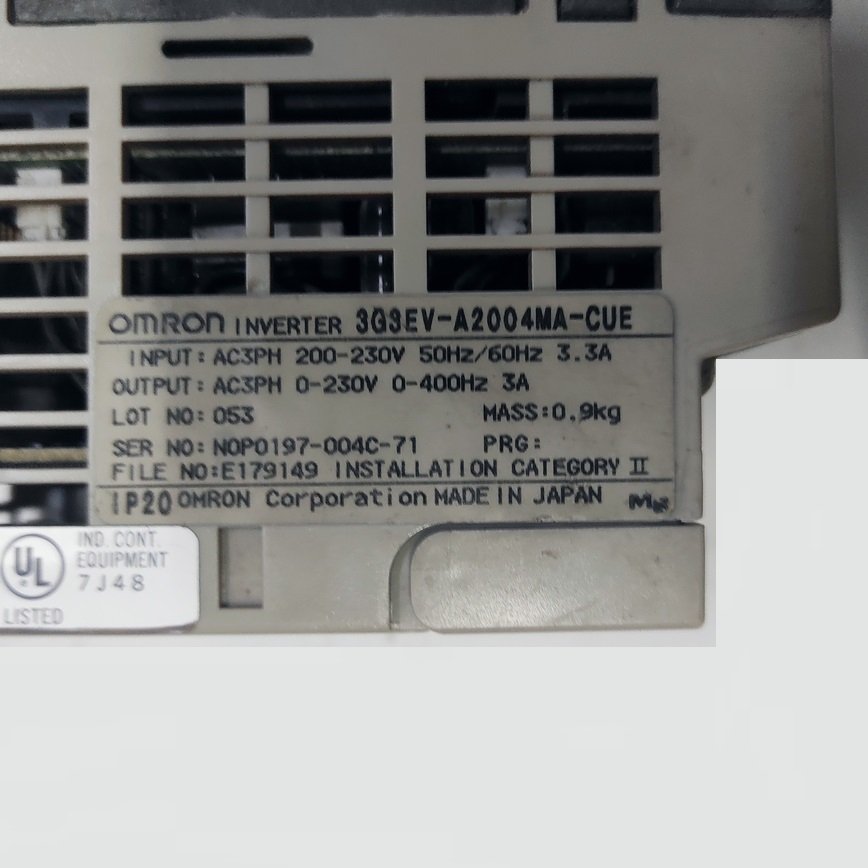 OMRON INVERTER 3G3EV-A2004MA-CUE
INPUT: AC3PH 200-230V 50Hz/60Hz 3.3A
OUTPUT: AC3PH 0-230V 0-400Hz 3A
LOT NO: 053 MASS:0.9kg
SER NO: NOP0197-004C-71 PRG:
FILE NO:E179149 INSTALLATION CATEGORY II
IP20 OMRON Corporation MADE IN JAPAN
UL
IND. CONT.
EQUIPMENT
7J48
LISTED